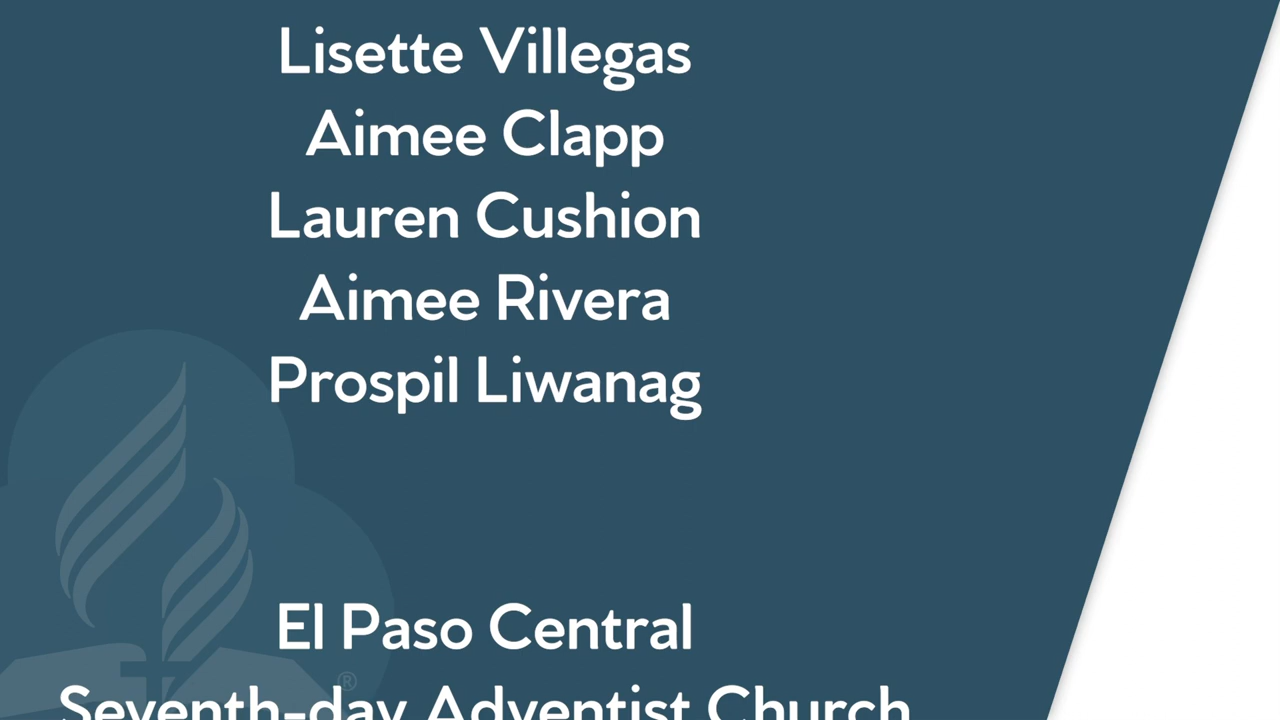 Lisette Villegas
Aimee Clapp
Lauren Cushion
Aimee Rivera
Prospil Liwanag
El Paso Central
Seventh-day Adventist Church
®